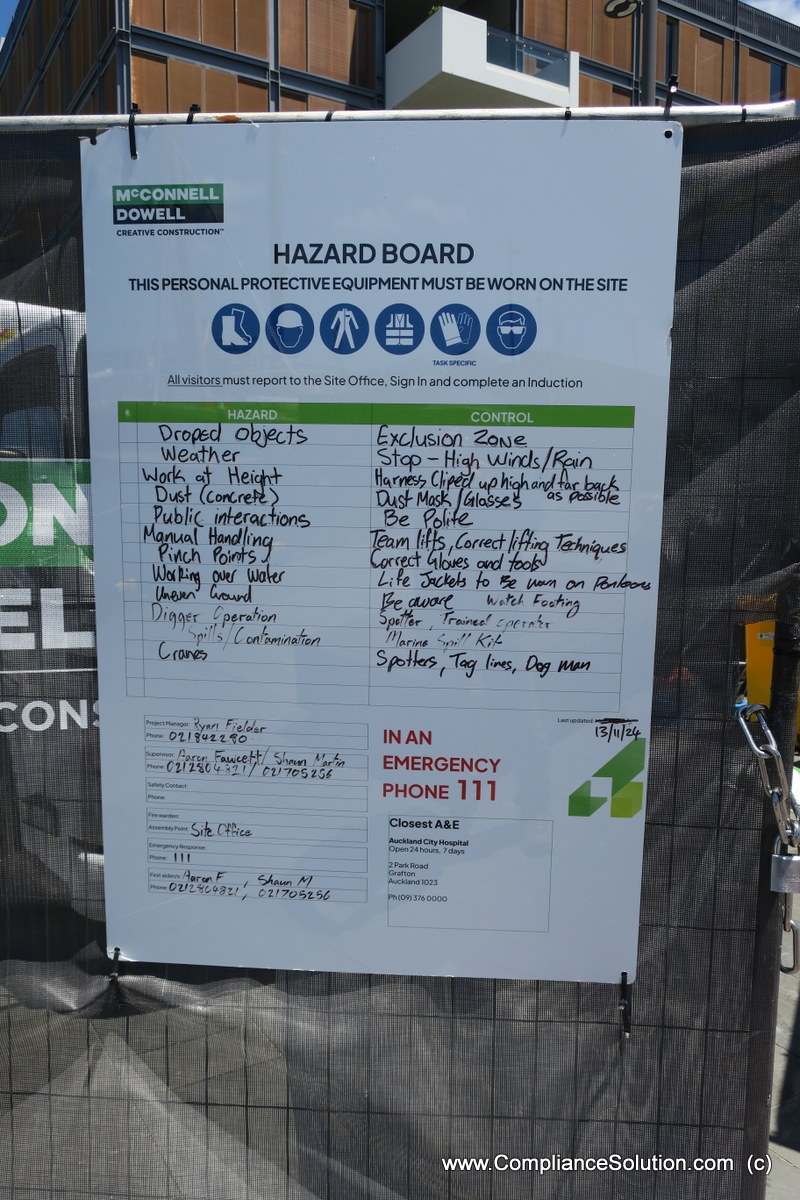 McCONNELL
DOWELL
CREATIVE CONSTRUCTION™
HAZARD BOARD
THIS PERSONAL PROTECTIVE EQUIPMENT MUST BE WORN ON THE SITE
TASK SPECIFIC
All visitors must report to the Site Office, Sign In and complete an Induction
HAZARD CONTROL
Droped Objects Exclusion Zone
Weather Stop - High Winds/Rain
Work at Height Harness Cliped up high and far back as possible
Dust (concrete) Dust Mask/Glasses
Public interactions Be Polite
Manual Handling Team lifts, Correct lifting Techniques
Pinch Points Correct Gloves and tools
Working over Water Life Jackets to Be worn on
Uneven Ground Be aware Watch Footing
Digger Operation Spotter, Trained operator
Spills/Contamination Marine Spill Kit
Cranes Spotters, Tag lines, Dog man
Project Manager: Ryan Fielder
Phone: 021842280
Supervisor: Aaron Fawcett/ Shaun Martin
Phone: 0212804821/ 021705256
Safety Contact:
Phone:
Fire warden:
Assembly Point: Site Office
Emergency Response:
Phone: 111
First aider/s: Aaron F, Shaun M
Phone: 0212804821, 021705256
IN AN
EMERGENCY
PHONE 111
Last updated:
13/11/24
Closest A&E
Auckland City Hospital
Open 24 hours, 7 days
2 Park Road
Grafton
Auckland 1023
Ph (09) 376 0000
ON
EL
CONS
www.ComplianceSolution.com (c)